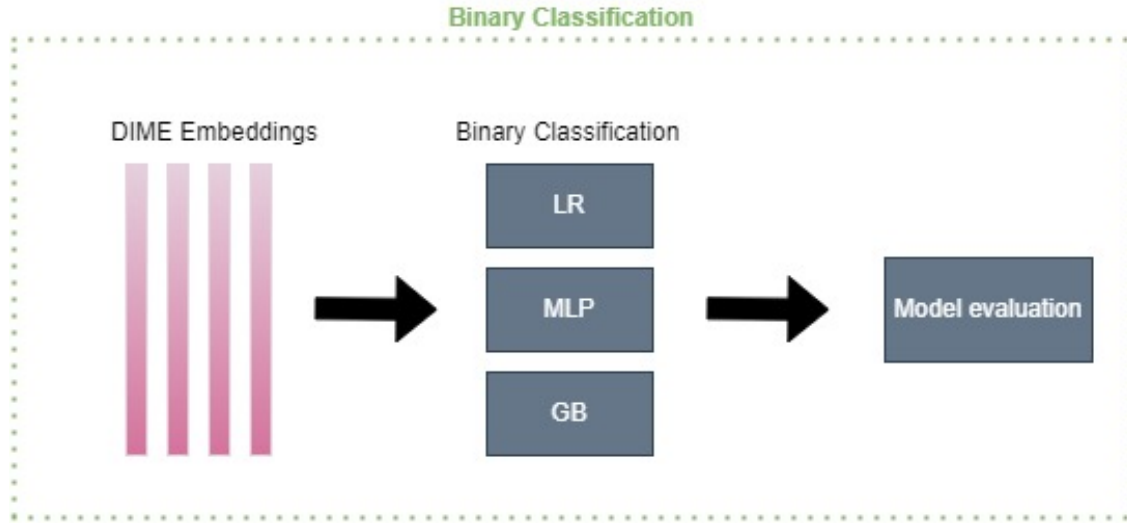 Binary Classification
DIME Embeddings
Binary Classification
LR
MLP
GB
Model evaluation